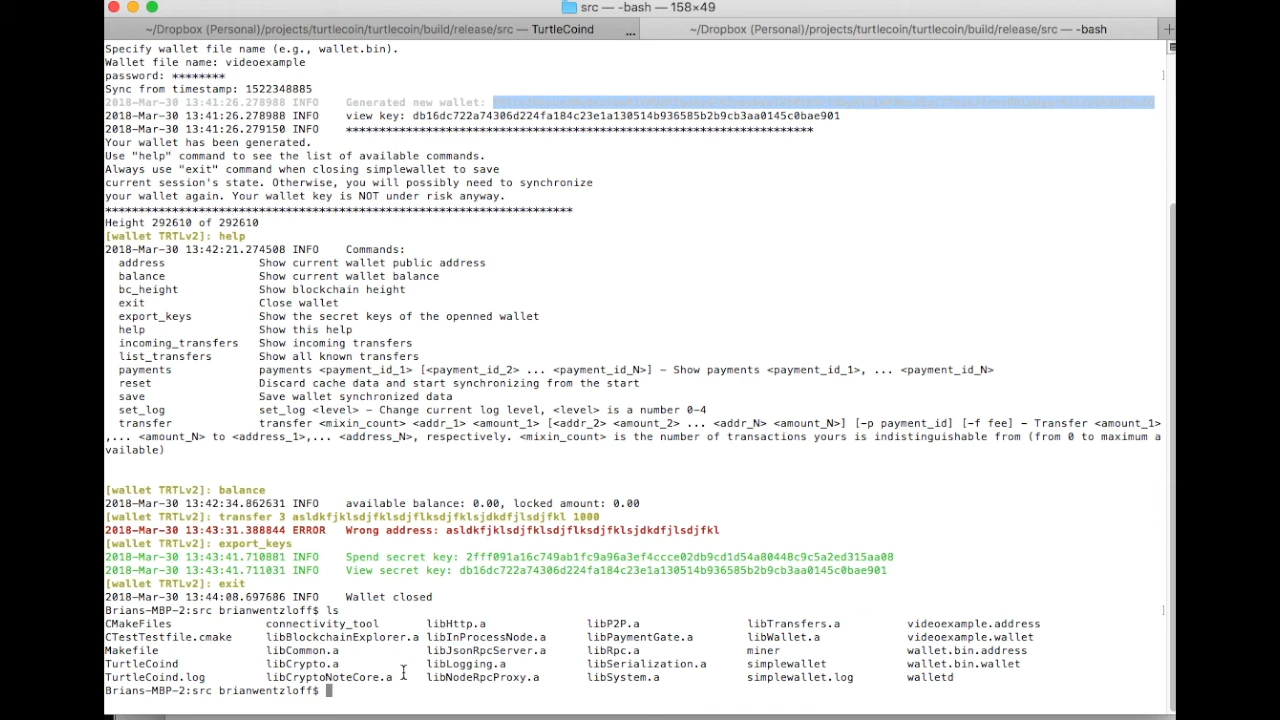 src — -bash — 158×49
~/Dropbox (Personal)/projects/turtlecoin/turtlecoin/build/release/src — TurtleCoind ...
~/Dropbox (Personal)/projects/turtlecoin/turtlecoin/build/release/src — -bash
Specify wallet file name (e.g., wallet.bin).
Wallet file name: videoexample
password: ********
Sync from timestamp: 1522348885
2018-Mar-30 13:41:26.278988 INFO    Generated new wallet:
2018-Mar-30 13:41:26.278988 INFO    view key: db16dc722a74306d224fa184c23e1a130514b936585b2b9cb3aa0145c0bae901
2018-Mar-30 13:41:26.279150 INFO    **********************************************************************
Your wallet has been generated.
Use "help" command to see the list of available commands.
Always use "exit" command when closing simplewallet to save
current session's state. Otherwise, you will possibly need to synchronize
your wallet again. Your wallet key is NOT under risk anyway.
**********************************************************************
Height 292610 of 292610
[wallet TRTLv2]: help
2018-Mar-30 13:42:21.274508 INFO    Commands:
address              Show current wallet public address
balance              Show current wallet balance
bc_height            Show blockchain height
exit                 Close wallet
export_keys          Show the secret keys of the openned wallet
help                 Show this help
incoming_transfers   Show incoming transfers
list_transfers       Show all known transfers
payments             payments <payment_id_1> [<payment_id_2> ... <payment_id_N>] - Show payments <payment_id_1>, ... <payment_id_N>
reset                Discard cache data and start synchronizing from the start
save                 Save wallet synchronized data
set_log              set_log <level> - Change current log level, <level> is a number 0-4
transfer             transfer <mixin_count> <addr_1> <amount_1> [<addr_2> <amount_2> ... <addr_N> <amount_N>] [-p payment_id] [-f fee] - Transfer <amount_1>
,... <amount_N> to <address_1>,... <address_N>, respectively. <mixin_count> is the number of transactions yours is indistinguishable from (from 0 to maximum a
vailable)
[wallet TRTLv2]: balance
2018-Mar-30 13:42:34.862631 INFO    available balance: 0.00, locked amount: 0.00
[wallet TRTLv2]: transfer 3 asldkfjklsdjfklsdjflksdjfklsjdkdfjlsdjfkl 1000
2018-Mar-30 13:43:31.388844 ERROR   Wrong address: asldkfjklsdjfklsdjflksdjfklsjdkdfjlsdjfkl
[wallet TRTLv2]: export_keys
2018-Mar-30 13:43:41.710881 INFO    Spend secret key: 2fff091a16c749ab1fc9a96a3ef4ccce02db9cd1d54a80448c9c5a2ed315aa08
2018-Mar-30 13:43:41.711031 INFO    View secret key: db16dc722a74306d224fa184c23e1a130514b936585b2b9cb3aa0145c0bae901
[wallet TRTLv2]: exit
2018-Mar-30 13:44:08.697686 INFO    Wallet closed
Brians-MBP-2:src brianwentzloff$ ls
CMakeFiles           connectivity_tool       libHttp.a            libP2P.a             libTransfers.a       videoexample.address
CTestTestfile.cmake  libBlockchainExplorer.a libInProcessNode.a   libPaymentGate.a     libWallet.a          videoexample.wallet
Makefile             libCommon.a             libJsonRpcServer.a   libRpc.a             miner                wallet.bin.address
TurtleCoind          libCrypto.a             libLogging.a         libSerialization.a   simplewallet         wallet.bin.wallet
TurtleCoind.log      libCryptoNoteCore.a     libNodeRpcProxy.a    libSystem.a          simplewallet.log     walletd
Brians-MBP-2:src brianwentzloff$